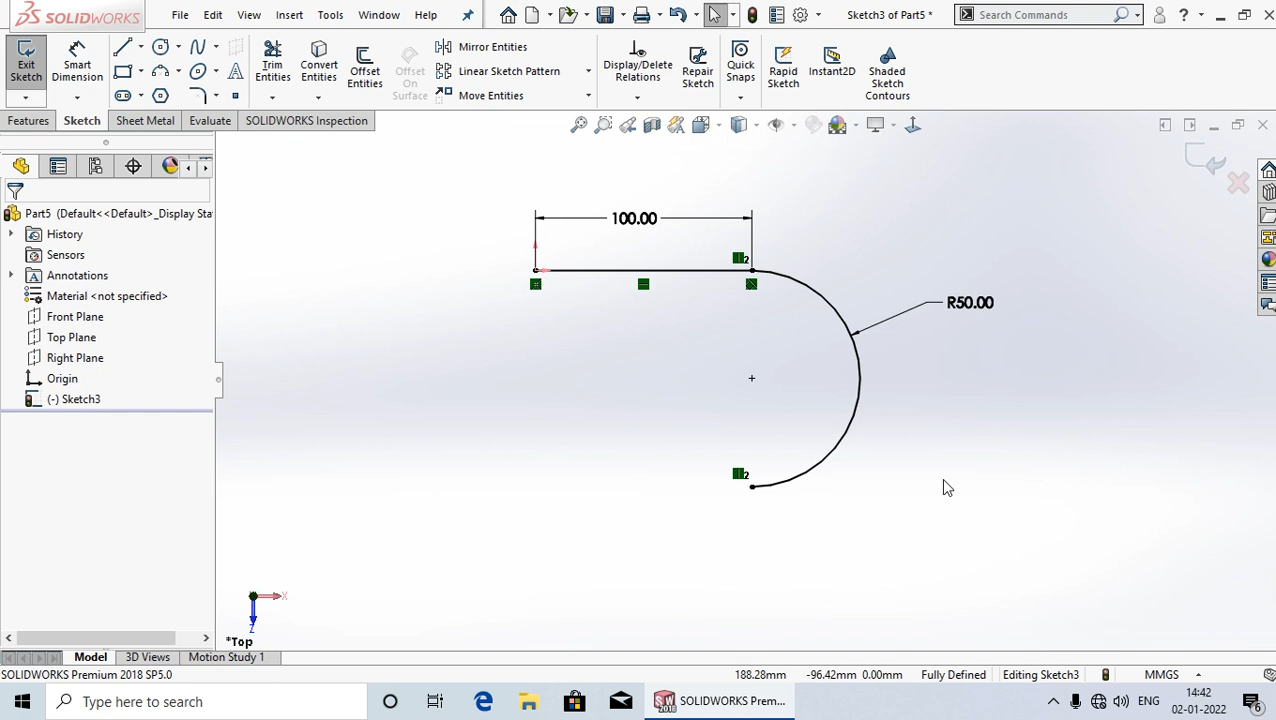 SOLIDWORKS
File
Edit
View
Insert
Tools
Window
Help
Sketch3 of Part5 *
Search Commands
?
Exit Sketch
Smart Dimension
Trim Entities
Convert Entities
Offset Entities
Offset On Surface
Mirror Entities
Linear Sketch Pattern
Move Entities
Display/Delete Relations
Repair Sketch
Quick Snaps
Rapid Sketch
Instant2D
Shaded Sketch Contours
Features
Sketch
Sheet Metal
Evaluate
SOLIDWORKS Inspection
Part5 (Default<<Default>_Display Sta
History
Sensors
Annotations
Material <not specified>
Front Plane
Top Plane
Right Plane
Origin
(-) Sketch3
100.00
2
R50.00
2
X
Z
*Top
Model
3D Views
Motion Study 1
SOLIDWORKS Premium 2018 SP5.0
188.28mm
-96.42mm
0.00mm
Fully Defined
Editing Sketch3
MMGS
Type here to search
SOLIDWORKS Prem...
ENG
14:42
02-01-2022
6